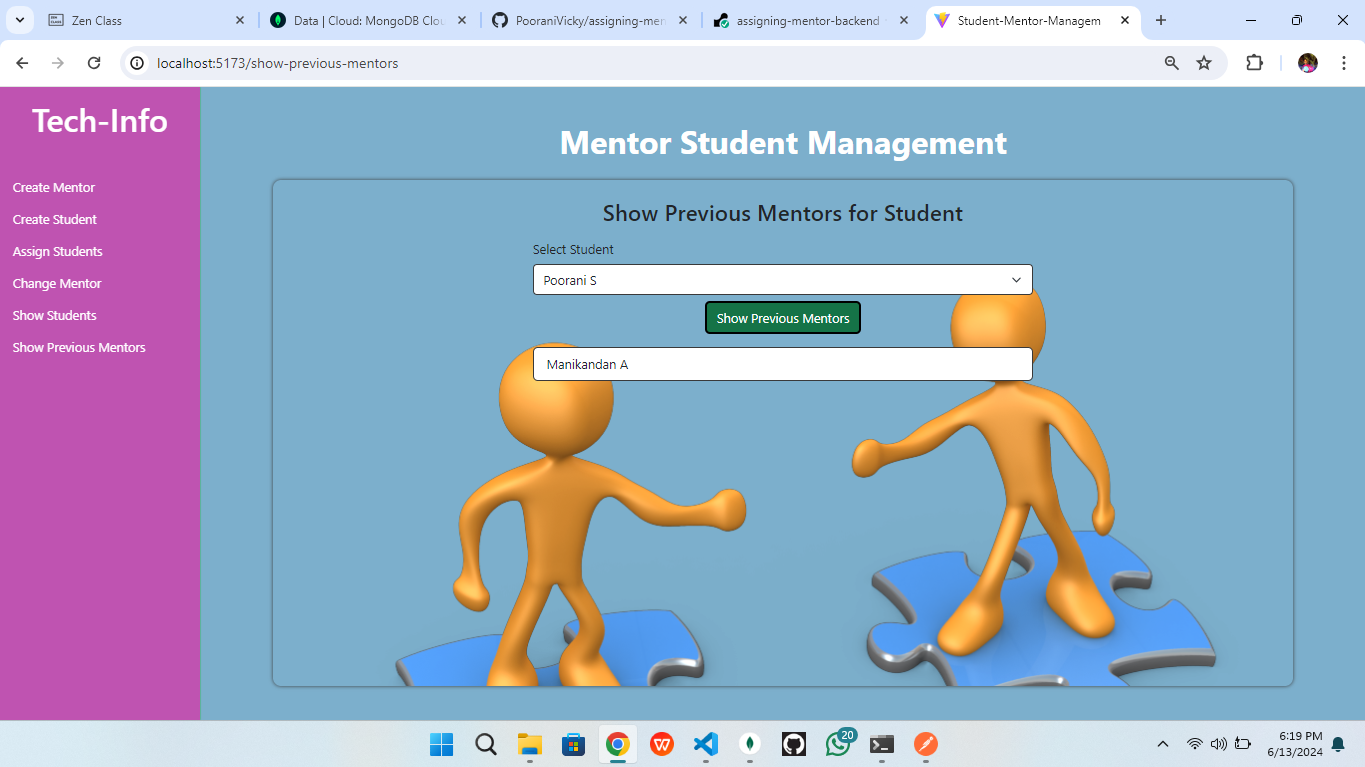 Zen Class
Data | Cloud: MongoDB Clou
PooraniVicky/assigning-men
assigning-mentor-backend
Student-Mentor-Managem
localhost:5173/show-previous-mentors
Tech-Info
Create Mentor
Create Student
Assign Students
Change Mentor
Show Students
Show Previous Mentors
Mentor Student Management
Show Previous Mentors for Student
Select Student
Poorani S
Show Previous Mentors
Manikandan A
20
6:19 PM
6/13/2024